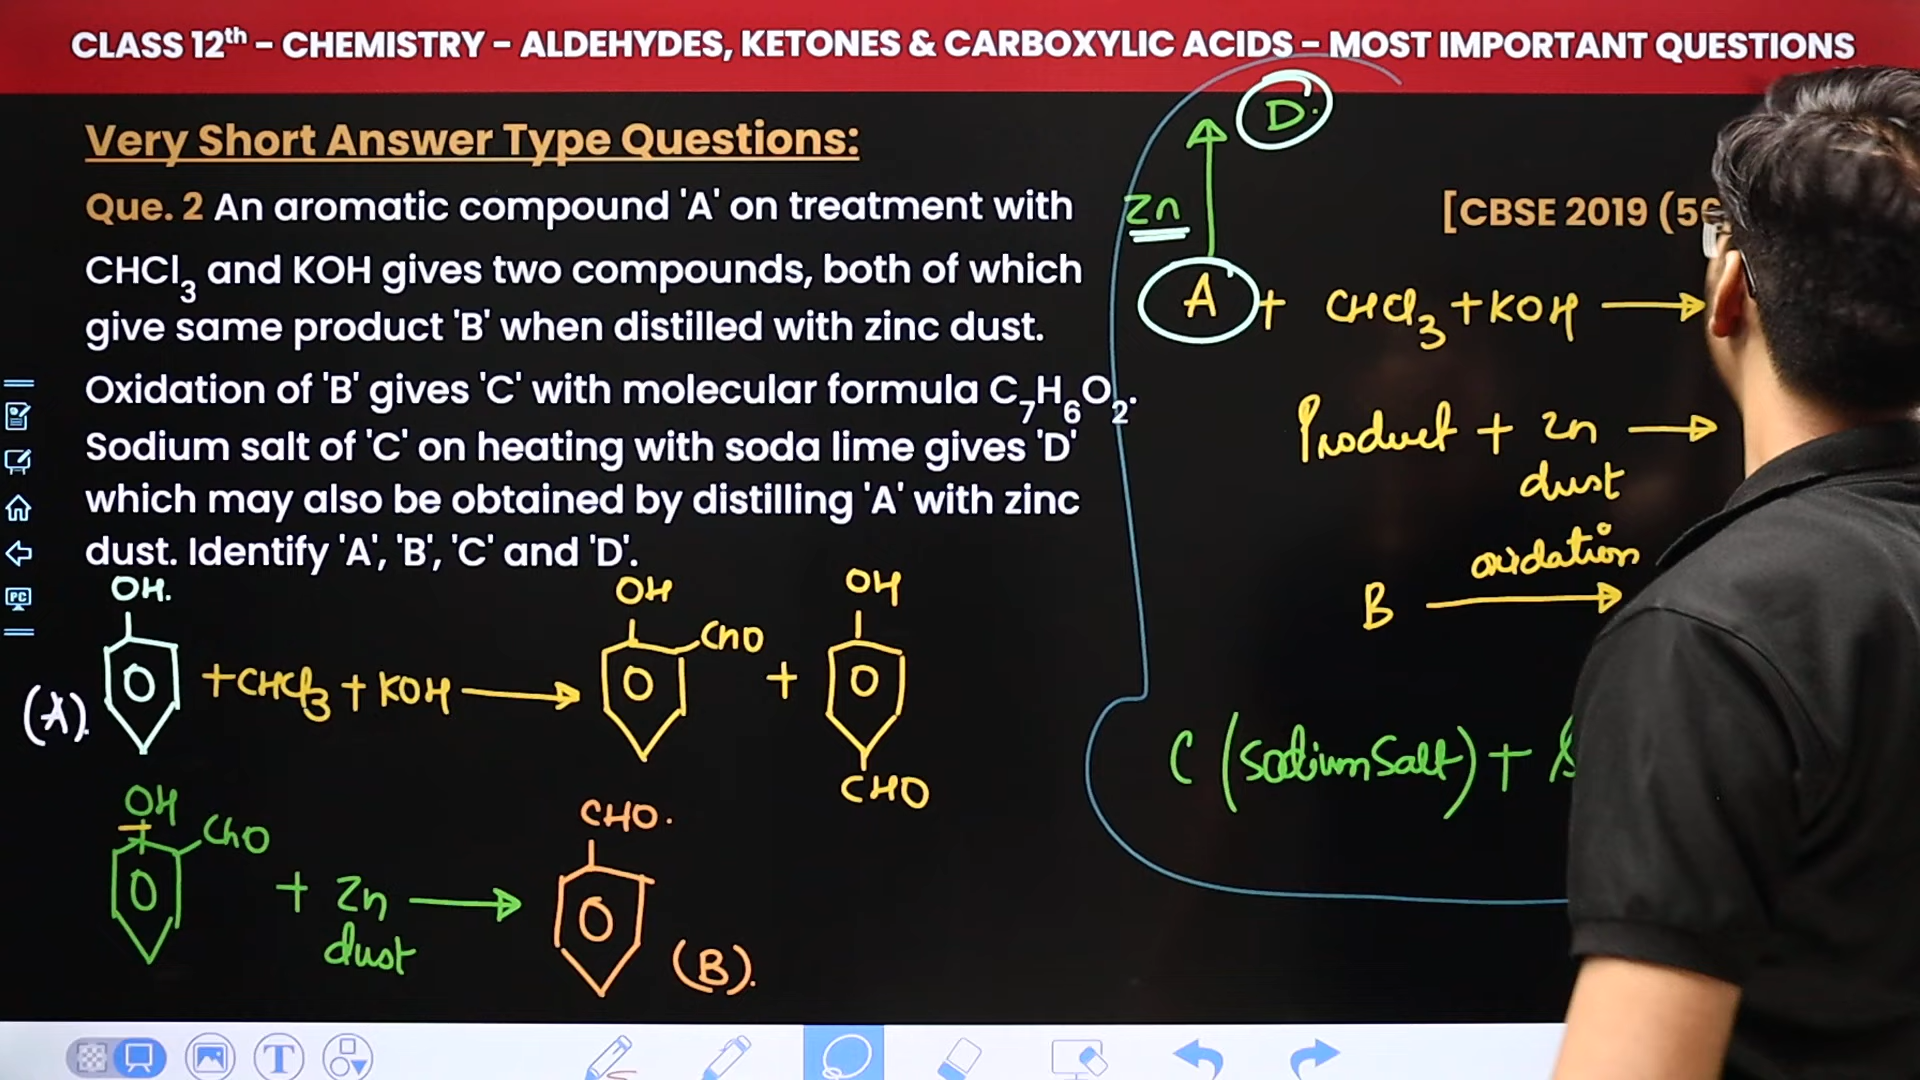 CLASS 12th - CHEMISTRY - ALDEHYDES, KETONES & CARBOXYLIC ACIDS - MOST IMPORTANT QUESTIONS
Very Short Answer Type Questions:
Que. 2 An aromatic compound 'A' on treatment with
CHCl3 and KOH gives two compounds, both of which
give same product 'B' when distilled with zinc dust.
Oxidation of 'B' gives 'C' with molecular formula C7H6O2.
Sodium salt of 'C' on heating with soda lime gives 'D'
which may also be obtained by distilling 'A' with zinc
dust. Identify 'A', 'B', 'C' and 'D'.
[CBSE 2019 (56
D.
Zn
A + CHCl3 + KOH →
Product + Zn →
dust
oxidation
B →
C (Sodium Salt) +
OH.
OH
OH
CHO
(A). + CHCl3 + KOH → +
CHO
OH
CHO
+ Zn →
dust
CHO.
(B).
PC
T